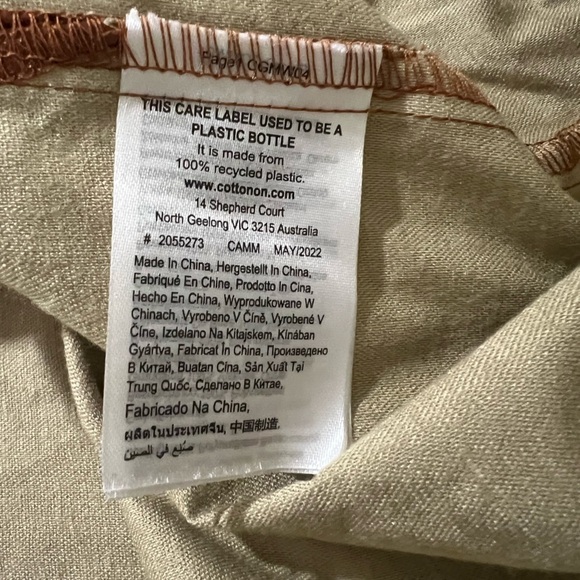 Page1 CGMW04
THIS CARE LABEL USED TO BE A
PLASTIC BOTTLE
It is made from
100% recycled plastic.
www.cottonon.com
14 Shepherd Court
North Geelong VIC 3215 Australia
# 2055273 CAMM MAY/2022
Made In China, Hergestellt In China,
Fabriqué En Chine, Prodotto In Cina,
Hecho En China, Wyprodukowane W
Chinach, Vyrobeno V Číně, Vyrobené V
Číne, Izdelano Na Kitajskem, Kínában
Gyártva, Fabricat În China, Произведено
В Китай, Buatan Cina, Sản Xuất Tại
Trung Quốc, Сделано В Китае,
Fabricado Na China,
ผลิตในประเทศจีน, 中国制造,
صُنع في الصين